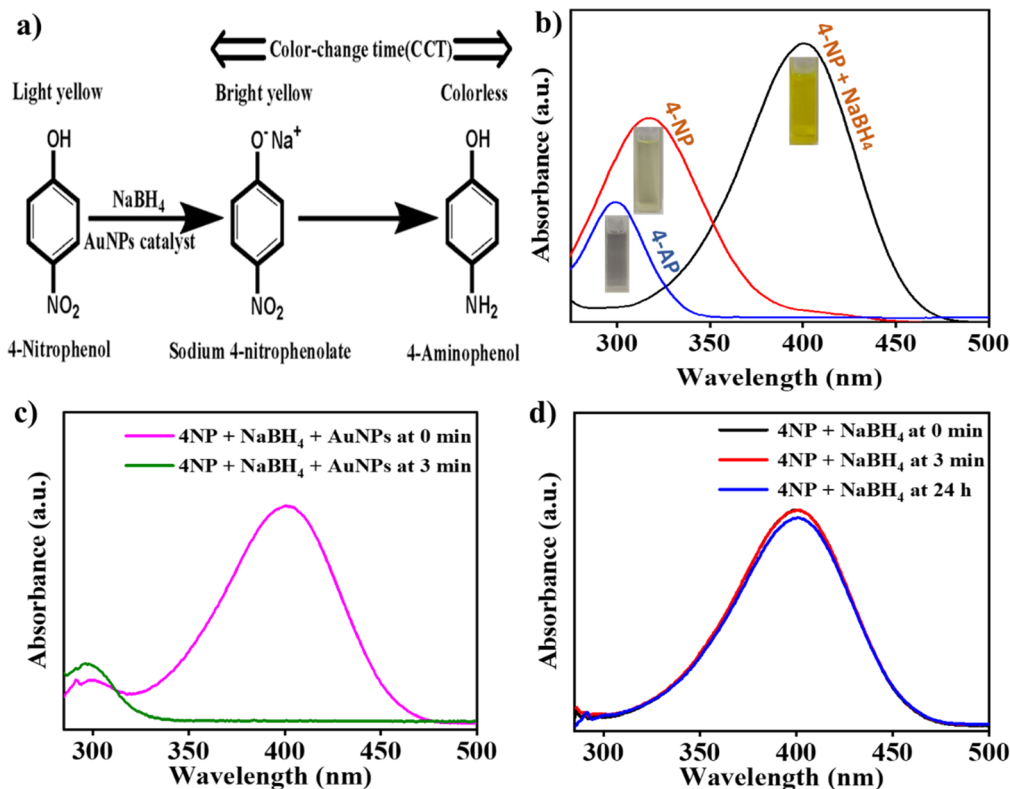 a)
Color-change time(CCT)
Light yellow
Bright yellow
Colorless
OH
O⁻ Na⁺
OH
NaBH₄
AuNPs catalyst
NO₂
NO₂
NH₂
4-Nitrophenol
Sodium 4-nitrophenolate
4-Aminophenol
b)
Absorbance (a.u.)
4-NP + NaBH₄
4-NP
4-AP
300
350
400
450
500
Wavelength (nm)
c)
4NP + NaBH₄ + AuNPs at 0 min
4NP + NaBH₄ + AuNPs at 3 min
Absorbance (a.u.)
300
350
400
450
500
Wavelength (nm)
d)
4NP + NaBH₄ at 0 min
4NP + NaBH₄ at 3 min
4NP + NaBH₄ at 24 h
Absorbance (a.u.)
300
350
400
450
500
Wavelength (nm)